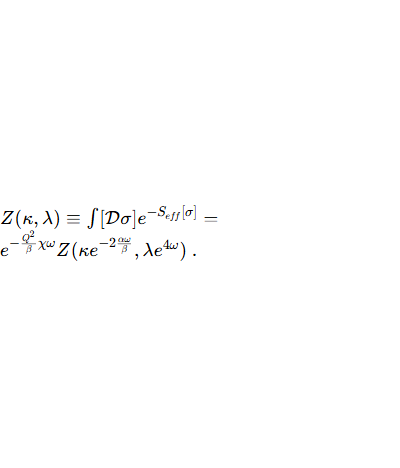 Z(κ, λ) ≡ ∫[𝒟σ]e^{-S_{eff}[σ]} =
e^{-\frac{Q^2}{β}χω}Z(κe^{-2\frac{αω}{β}}, λe^{4ω}) .